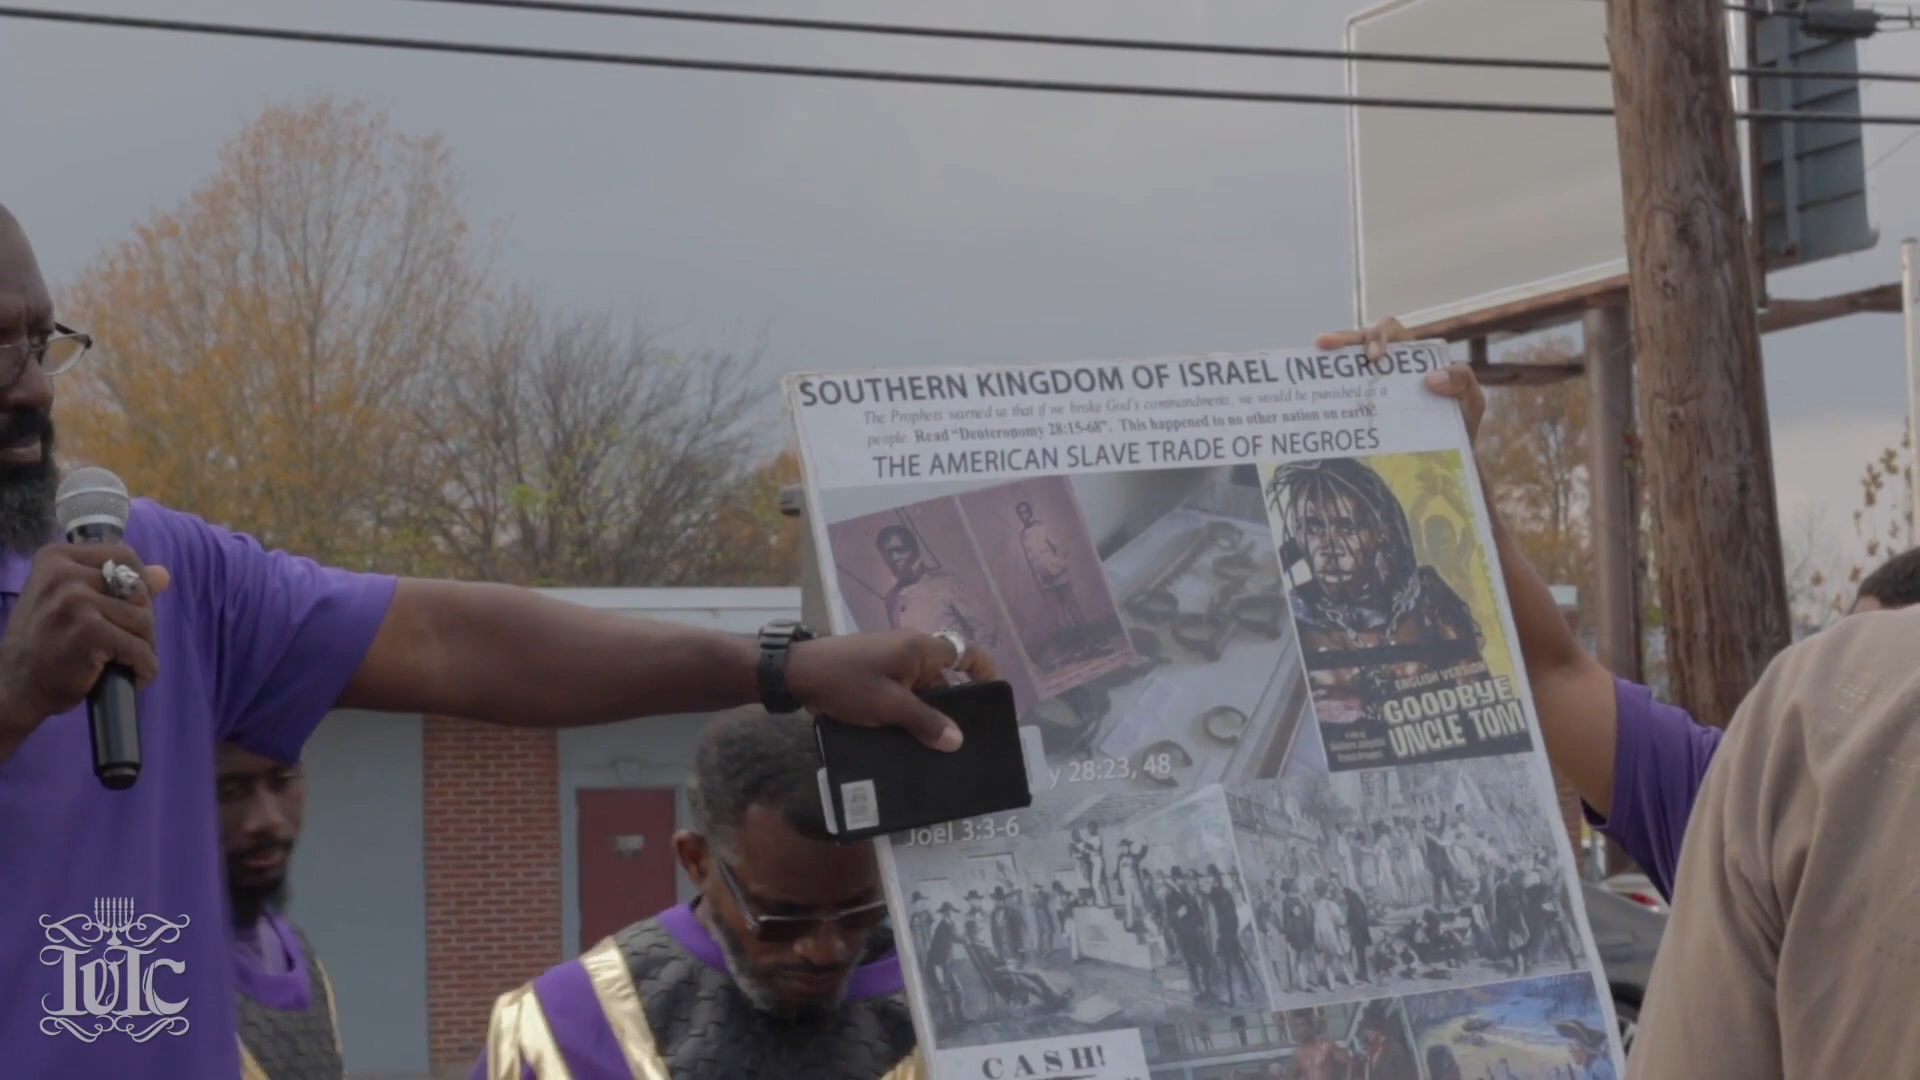 SOUTHERN KINGDOM OF ISRAEL (NEGROES)
The Prophets warned us that if we broke God's commandments, we would be punished as a
people. Read "Deuteronomy 28:15-68". This happened to no other nation on earth!
THE AMERICAN SLAVE TRADE OF NEGROES
ENGLISH VERSION
GOODBYE
UNCLE TOM
y 28:23, 48
Joel 3:3-6
CASH!
IUIC